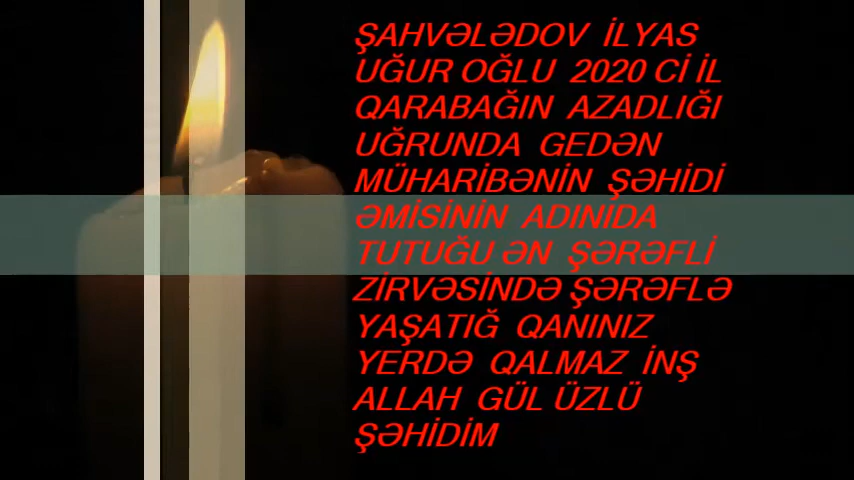 ŞAHVƏLƏDOV İLYAS
UĞUR OĞLU 2020 Cİ İL
QARABAĞIN AZADLIĞI
UĞRUNDA GEDƏN
MÜHARİBƏNİN ŞƏHİDİ
ƏMİSİNİN ADINIDA
TUTUĞU ƏN ŞƏRƏFLİ
ZİRVƏSİNDƏ ŞƏRƏFLƏ
YAŞATIĞ QANINIZ
YERDƏ QALMAZ İNŞ
ALLAH GÜL ÜZLÜ
ŞƏHİDİM